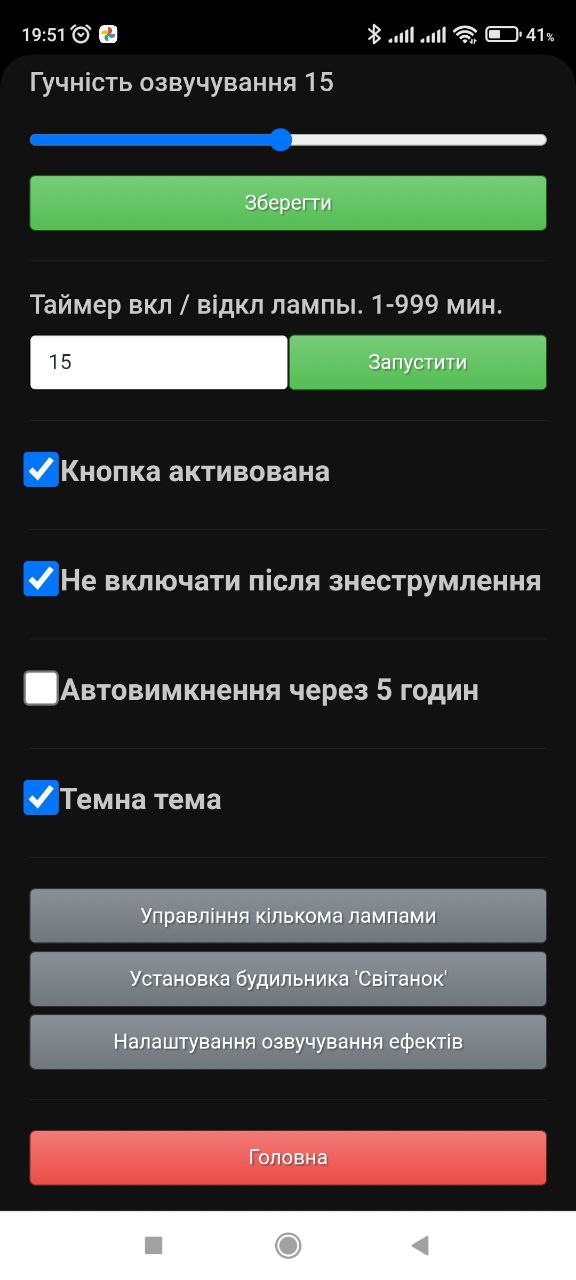 19:51
41%
Гучність озвучування 15
Зберегти
Таймер вкл / відкл лампы. 1-999 мин.
15
Запустити
Кнопка активована
Не включати після знеструмлення
Автовимкнення через 5 годин
Темна тема
Управління кількома лампами
Установка будильника 'Світанок'
Налаштування озвучування ефектів
Головна